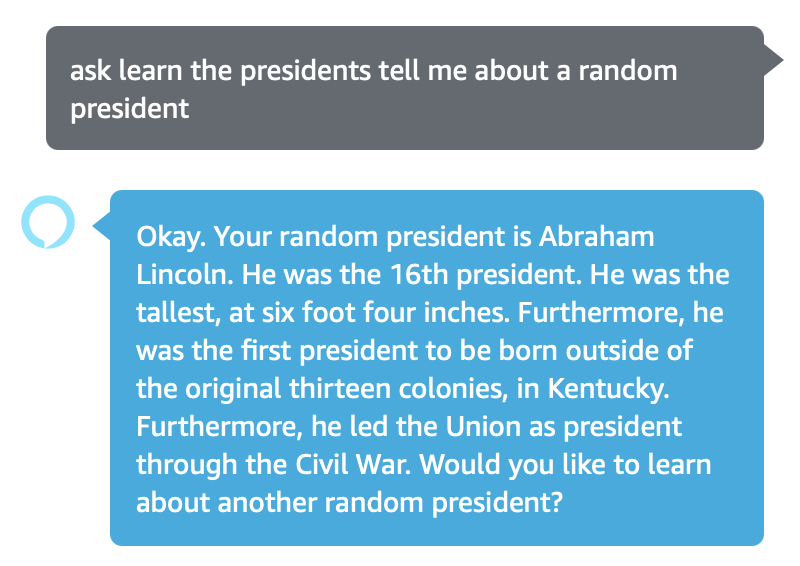 ask learn the presidents tell me about a random
president
Okay. Your random president is Abraham
Lincoln. He was the 16th president. He was the
tallest, at six foot four inches. Furthermore, he
was the first president to be born outside of
the original thirteen colonies, in Kentucky.
Furthermore, he led the Union as president
through the Civil War. Would you like to learn
about another random president?